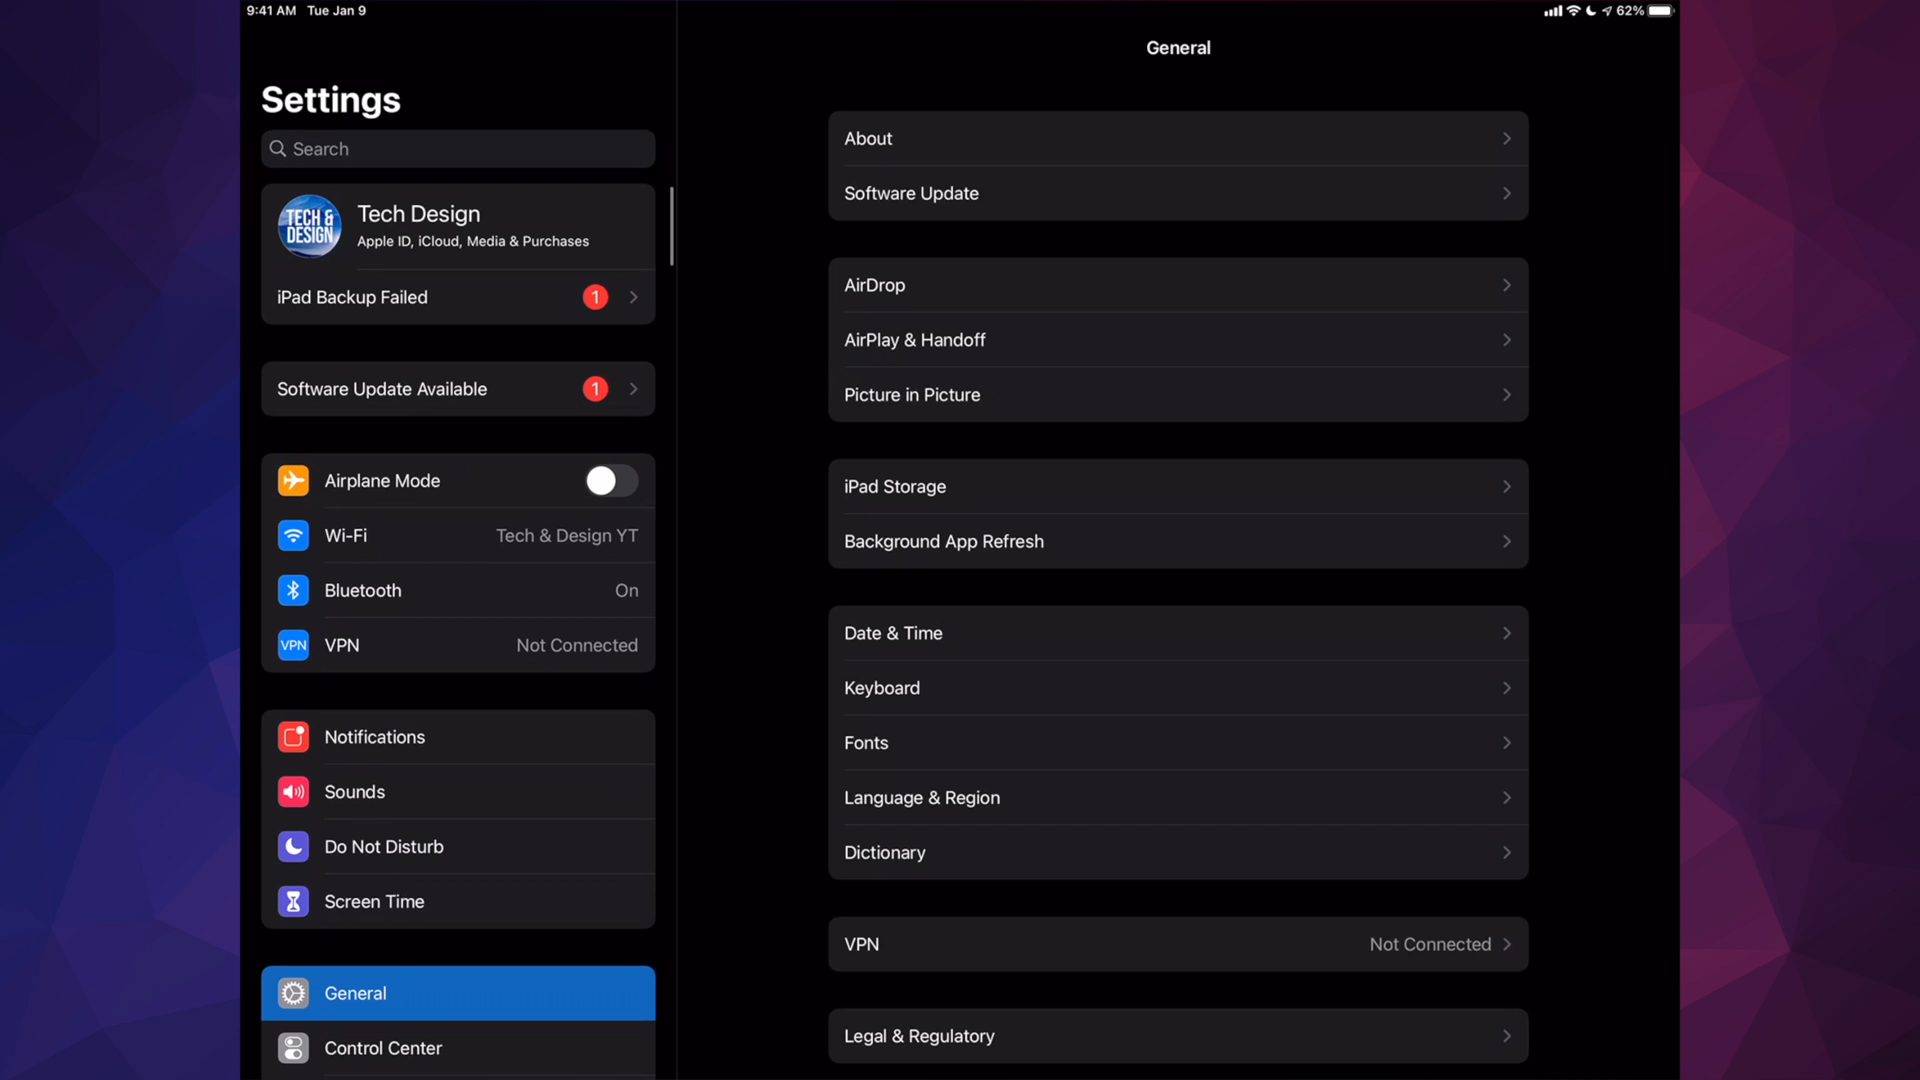 9:41 AM Tue Jan 9
62%
Settings
Search
TECH &
DESIGN
Tech Design
Apple ID, iCloud, Media & Purchases
iPad Backup Failed 1
Software Update Available 1
Airplane Mode
Wi-Fi Tech & Design YT
Bluetooth On
VPN VPN Not Connected
Notifications
Sounds
Do Not Disturb
Screen Time
General
Control Center
General
About
Software Update
AirDrop
AirPlay & Handoff
Picture in Picture
iPad Storage
Background App Refresh
Date & Time
Keyboard
Fonts
Language & Region
Dictionary
VPN Not Connected
Legal & Regulatory